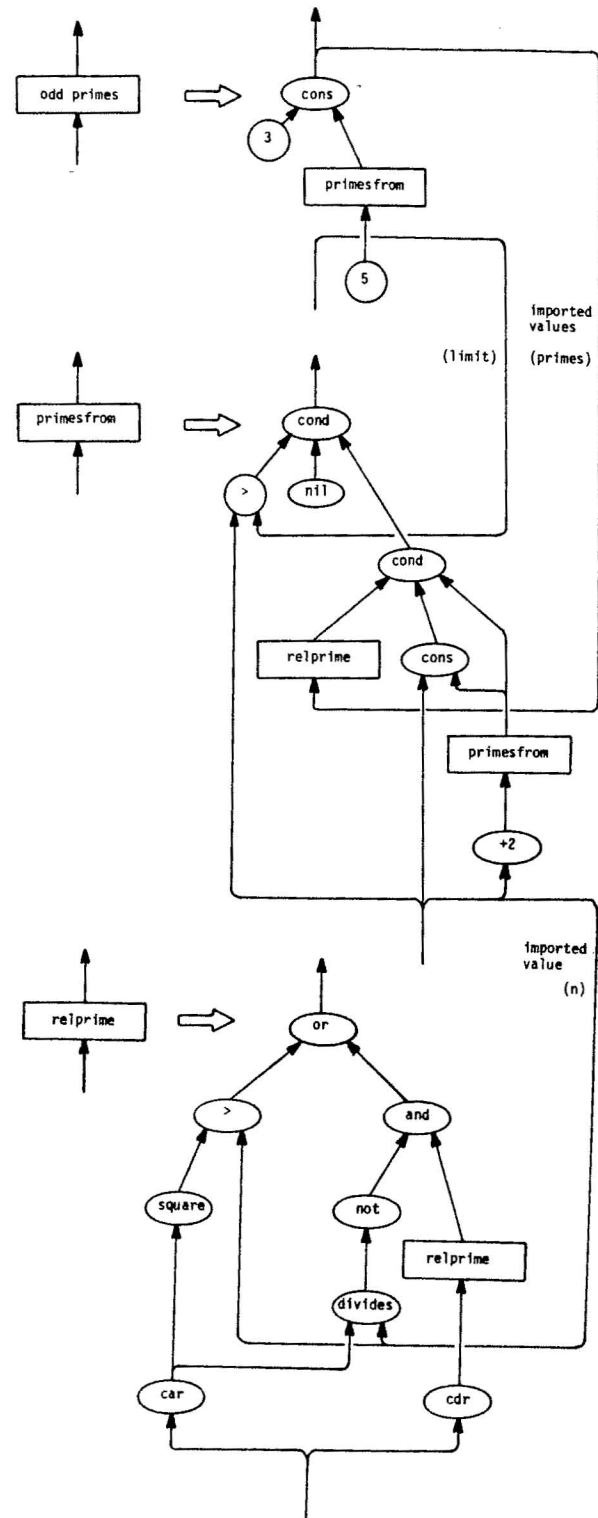 odd primes
cons
3
primesfrom
5
imported
values
(limit)
(primes)
primesfrom
cond
>
nil
cond
relprime
cons
primesfrom
+2
imported
value
(n)
relprime
or
>
and
square
not
relprime
divides
car
cdr